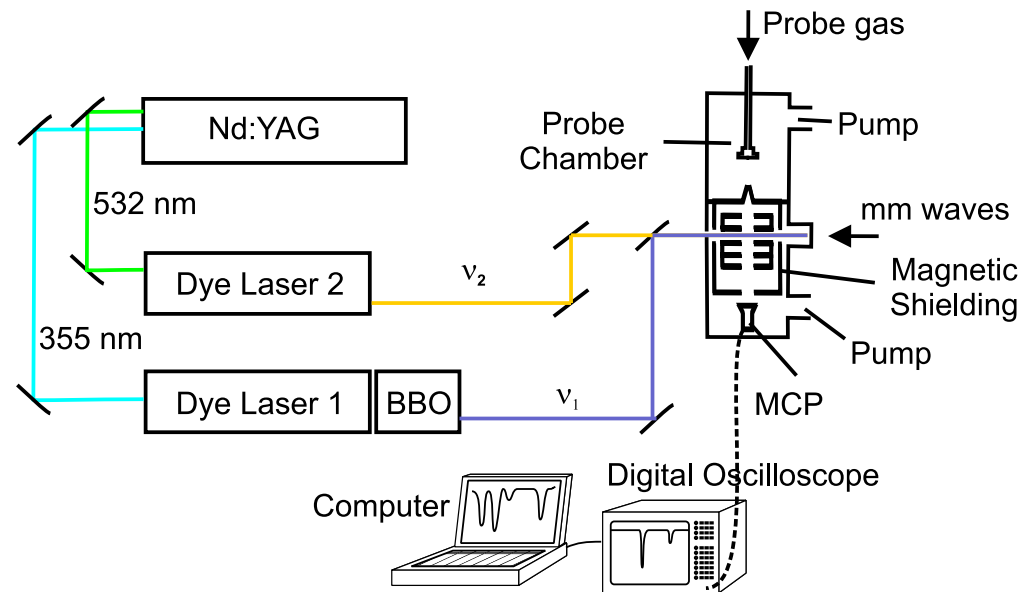 Probe gas
Nd:YAG
Probe
Chamber
Pump
532 nm
mm waves
Dye Laser 2
ν₂
Magnetic
Shielding
355 nm
Pump
Dye Laser 1
BBO
ν₁
MCP
Digital Oscilloscope
Computer